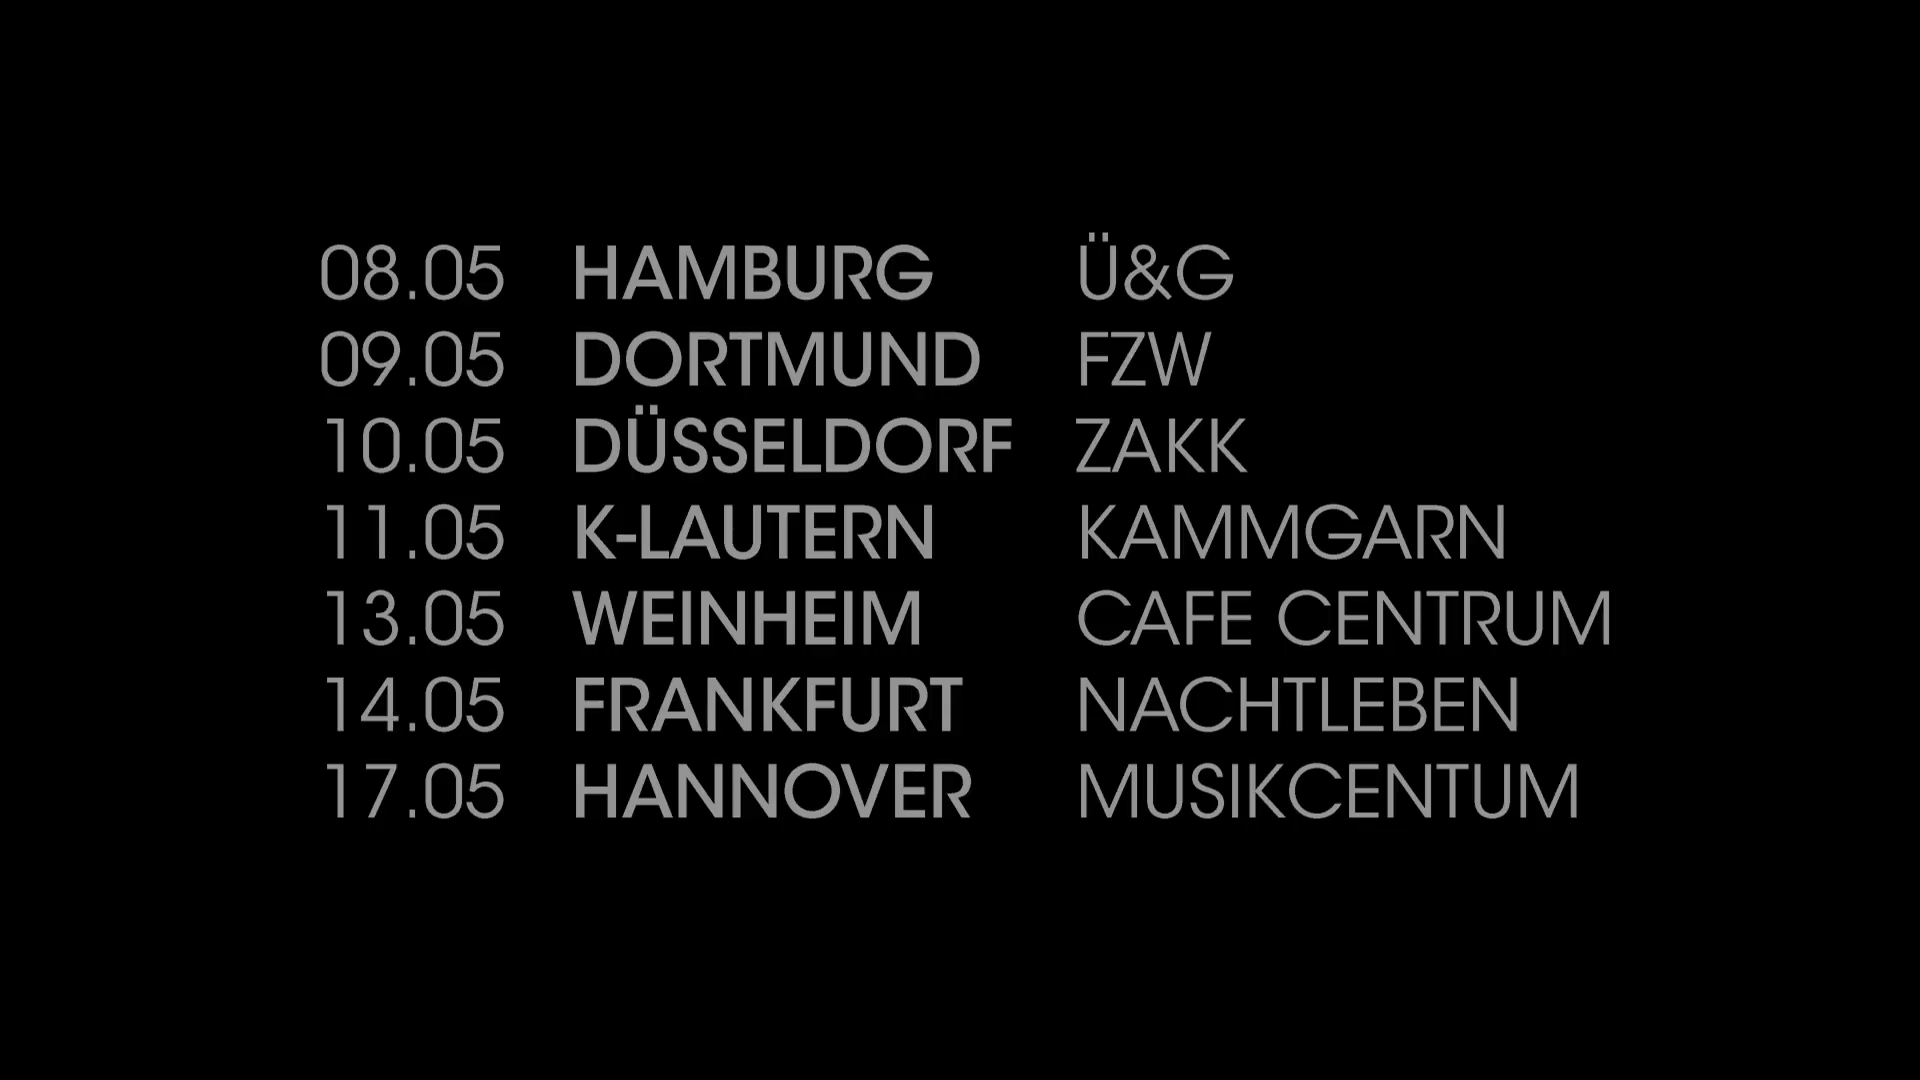 08.05 HAMBURG Ü&G
09.05 DORTMUND FZW
10.05 DÜSSELDORF ZAKK
11.05 K-LAUTERN KAMMGARN
13.05 WEINHEIM CAFE CENTRUM
14.05 FRANKFURT NACHTLEBEN
17.05 HANNOVER MUSIKCENTUM